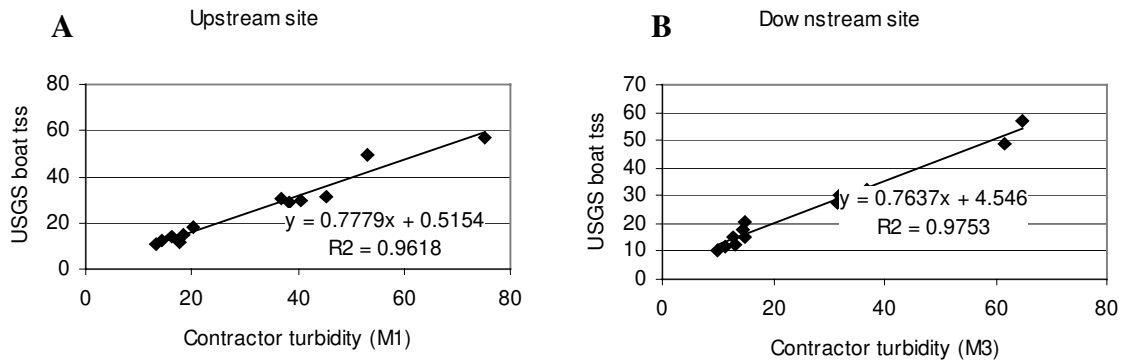 A
Upstream site
80
60
40
20
0
USGS boat tss
y = 0.7779x + 0.5154
R2 = 0.9618
0 20 40 60 80
Contractor turbidity (M1)
B
Dow nstream site
70
60
50
40
30
20
10
0
USGS boat tss
y = 0.7637x + 4.546
R2 = 0.9753
0 20 40 60 80
Contractor turbidity (M3)